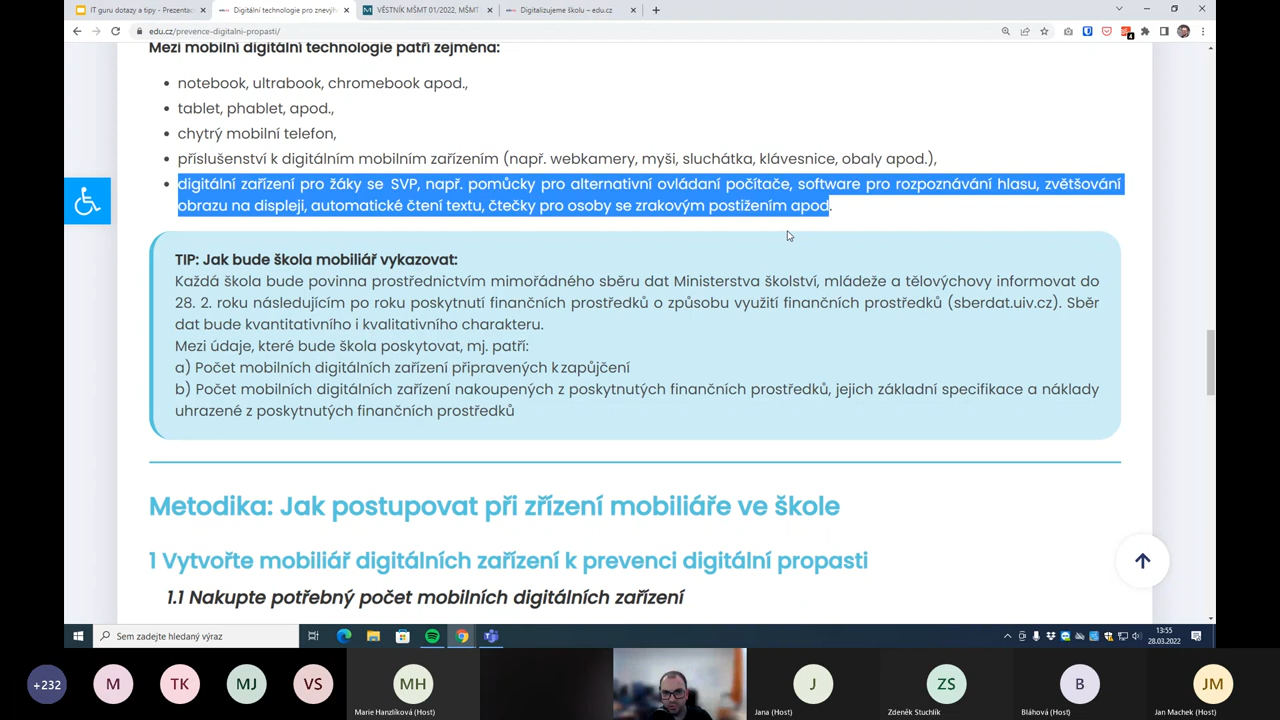 IT guru dotazy a tipy - Prezentac
Digitální technologie pro znevýh
VĚSTNÍK MŠMT 01/2022, MŠMT
Digitalizujeme školu – edu.cz
edu.cz/prevence-digitalni-propasti/
Mezi mobilní digitální technologie patří zejména:
notebook, ultrabook, chromebook apod.,
tablet, phablet, apod.,
chytrý mobilní telefon,
příslušenství k digitálním mobilním zařízením (např. webkamery, myši, sluchátka, klávesnice, obaly apod.),
digitální zařízení pro žáky se SVP, např. pomůcky pro alternativní ovládaní počítače, software pro rozpoznávání hlasu, zvětšování
obrazu na displeji, automatické čtení textu, čtečky pro osoby se zrakovým postižením apod.
TIP: Jak bude škola mobiliář vykazovat:
Každá škola bude povinna prostřednictvím mimořádného sběru dat Ministerstva školství, mládeže a tělovýchovy informovat do
28. 2. roku následujícím po roku poskytnutí finančních prostředků o způsobu využití finančních prostředků (sberdat.uiv.cz). Sběr
dat bude kvantitativního i kvalitativního charakteru.
Mezi údaje, které bude škola poskytovat, mj. patří:
a) Počet mobilních digitálních zařízení připravených k zapůjčení
b) Počet mobilních digitálních zařízení nakoupených z poskytnutých finančních prostředků, jejich základní specifikace a náklady
uhrazené z poskytnutých finančních prostředků
Metodika: Jak postupovat při zřízení mobiliáře ve škole
1 Vytvořte mobiliář digitálních zařízení k prevenci digitální propasti
1.1 Nakupte potřebný počet mobilních digitálních zařízení
Sem zadejte hledaný výraz
13:55
28.03.2022
+232
M
TK
MJ
VS
MH
Marie Hanzlíková (Host)
J
Jana (Host)
ZS
Zdeněk Stuchlík
B
Bláhová (Host)
JM
Jan Machek (Host)